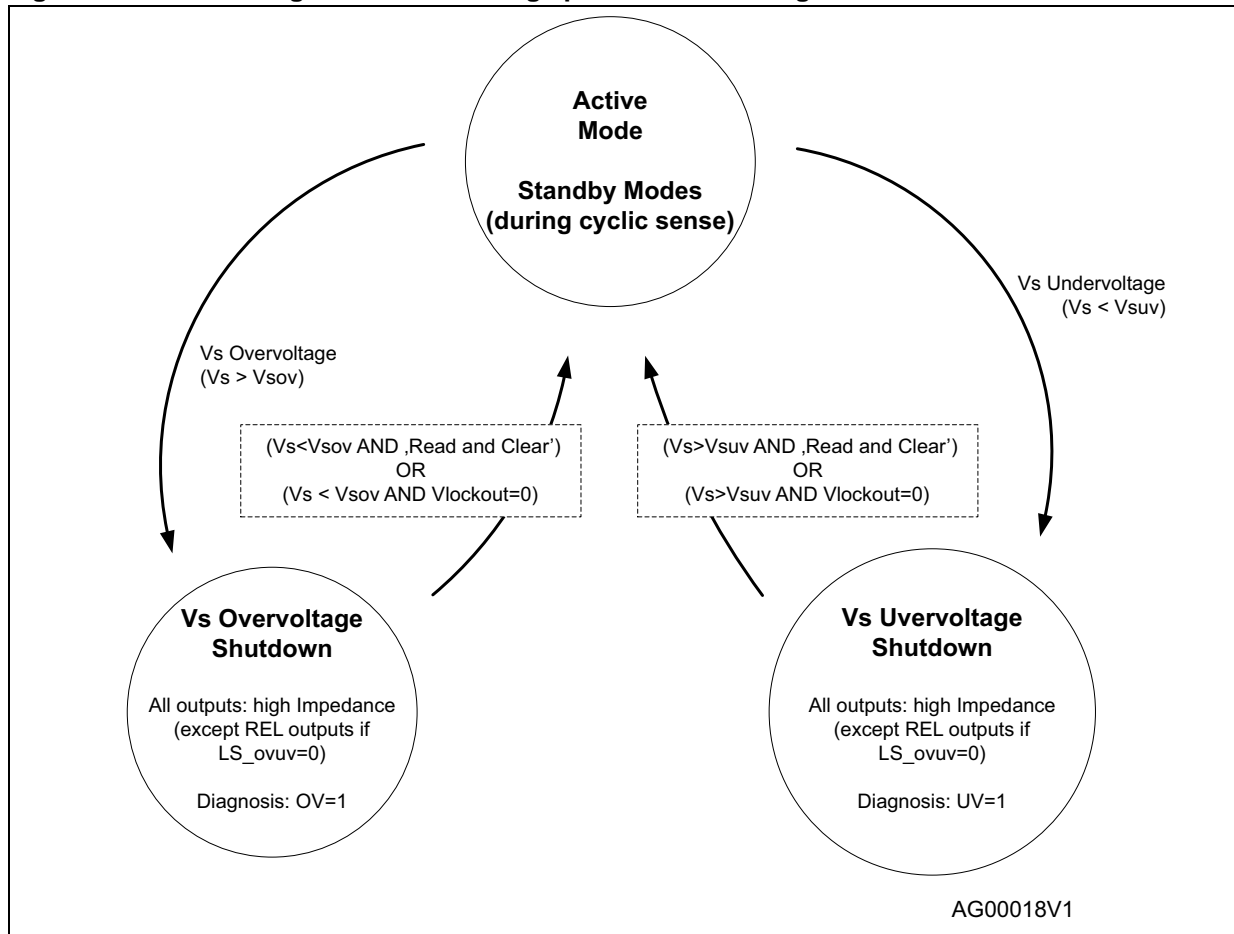 Active
Mode
Standby Modes
(during cyclic sense)
Vs Undervoltage
(Vs < Vsuv)
Vs Overvoltage
(Vs > Vsov)
(Vs<Vsov AND ‚Read and Clear’)
OR
(Vs < Vsov AND Vlockout=0)
(Vs>Vsuv AND ‚Read and Clear’)
OR
(Vs>Vsuv AND Vlockout=0)
Vs Overvoltage
Shutdown
All outputs: high Impedance
(except REL outputs if
LS_ovuv=0)
Diagnosis: OV=1
Vs Uvervoltage
Shutdown
All outputs: high Impedance
(except REL outputs if
LS_ovuv=0)
Diagnosis: UV=1
AG00018V1